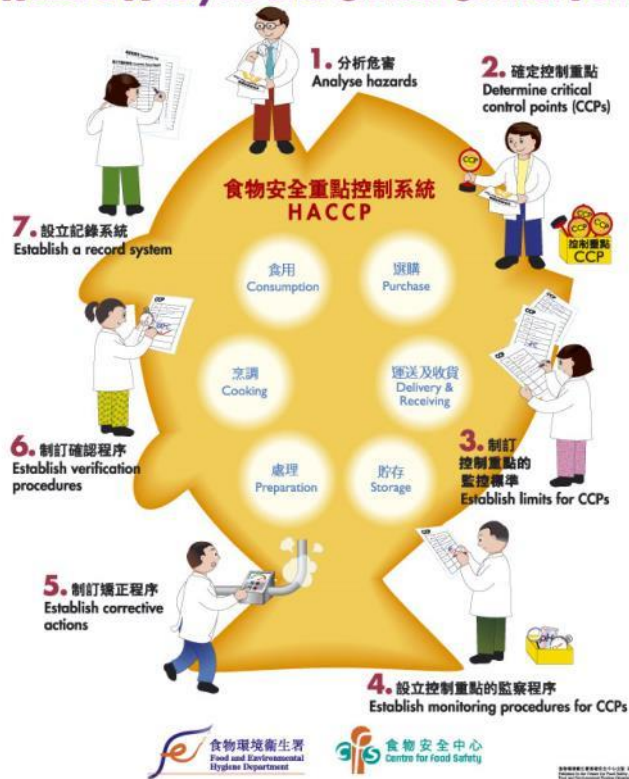 1. 分析危害
Analyse hazards
2. 確定控制重點
Determine critical
control points (CCPs)
食物安全重點控制系統
HACCP
CCP
控制重點
CCP
7. 設立記錄系統
Establish a record system
食用
Consumption
選購
Purchase
烹調
Cooking
運送及收貨
Delivery &
Receiving
處理
Preparation
貯存
Storage
3. 制訂
控制重點的
監控標準
Establish limits for CCPs
6. 制訂確認程序
Establish verification
procedures
5. 制訂矯正程序
Establish corrective
actions
4. 設立控制重點的監察程序
Establish monitoring procedures for CCPs
食物環境衞生署
Food and Environmental
Hygiene Department
cfs
食物安全中心
Centre for Food Safety